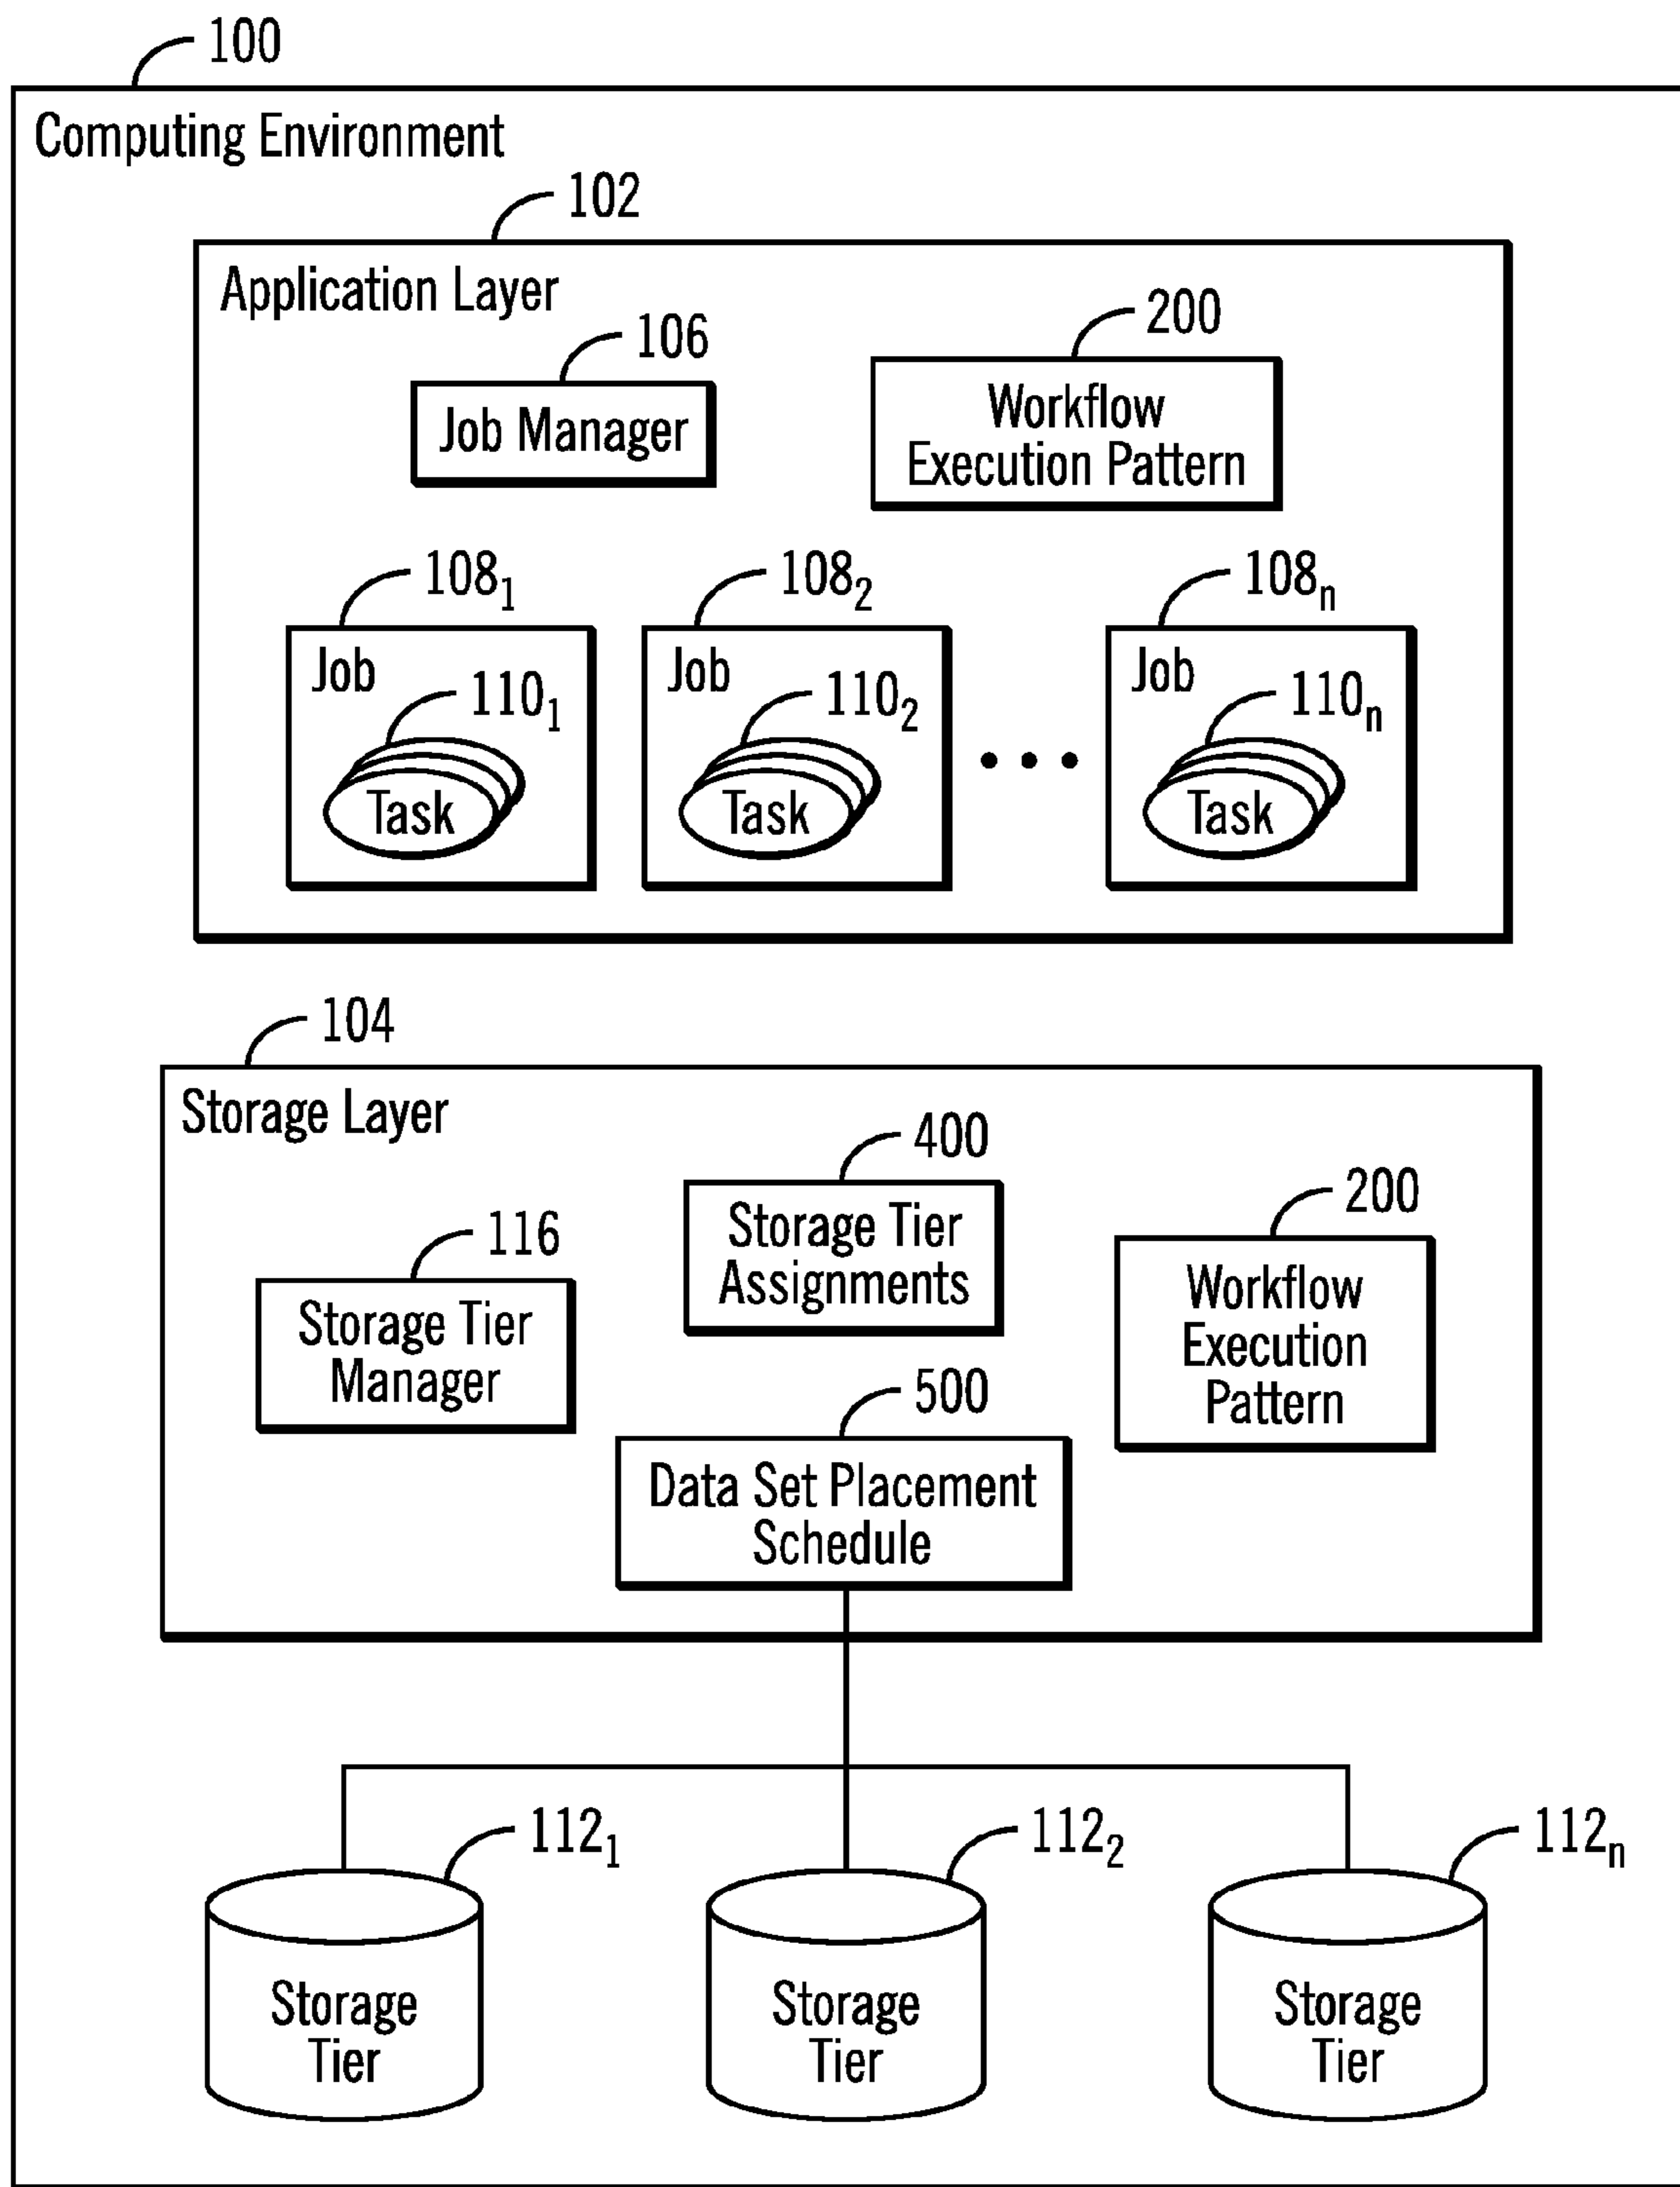 100
Computing Environment
102
Application Layer
106
200
Job Manager
Workflow
Execution Pattern
108₁
108₂
108ₙ
Job
110₁
Task
Job
110₂
Task
• • •
Job
110ₙ
Task
104
Storage Layer
400
Storage Tier
Assignments
116
Storage Tier
Manager
200
Workflow
Execution
Pattern
500
Data Set Placement
Schedule
112₁
112₂
112ₙ
Storage
Tier
Storage
Tier
Storage
Tier